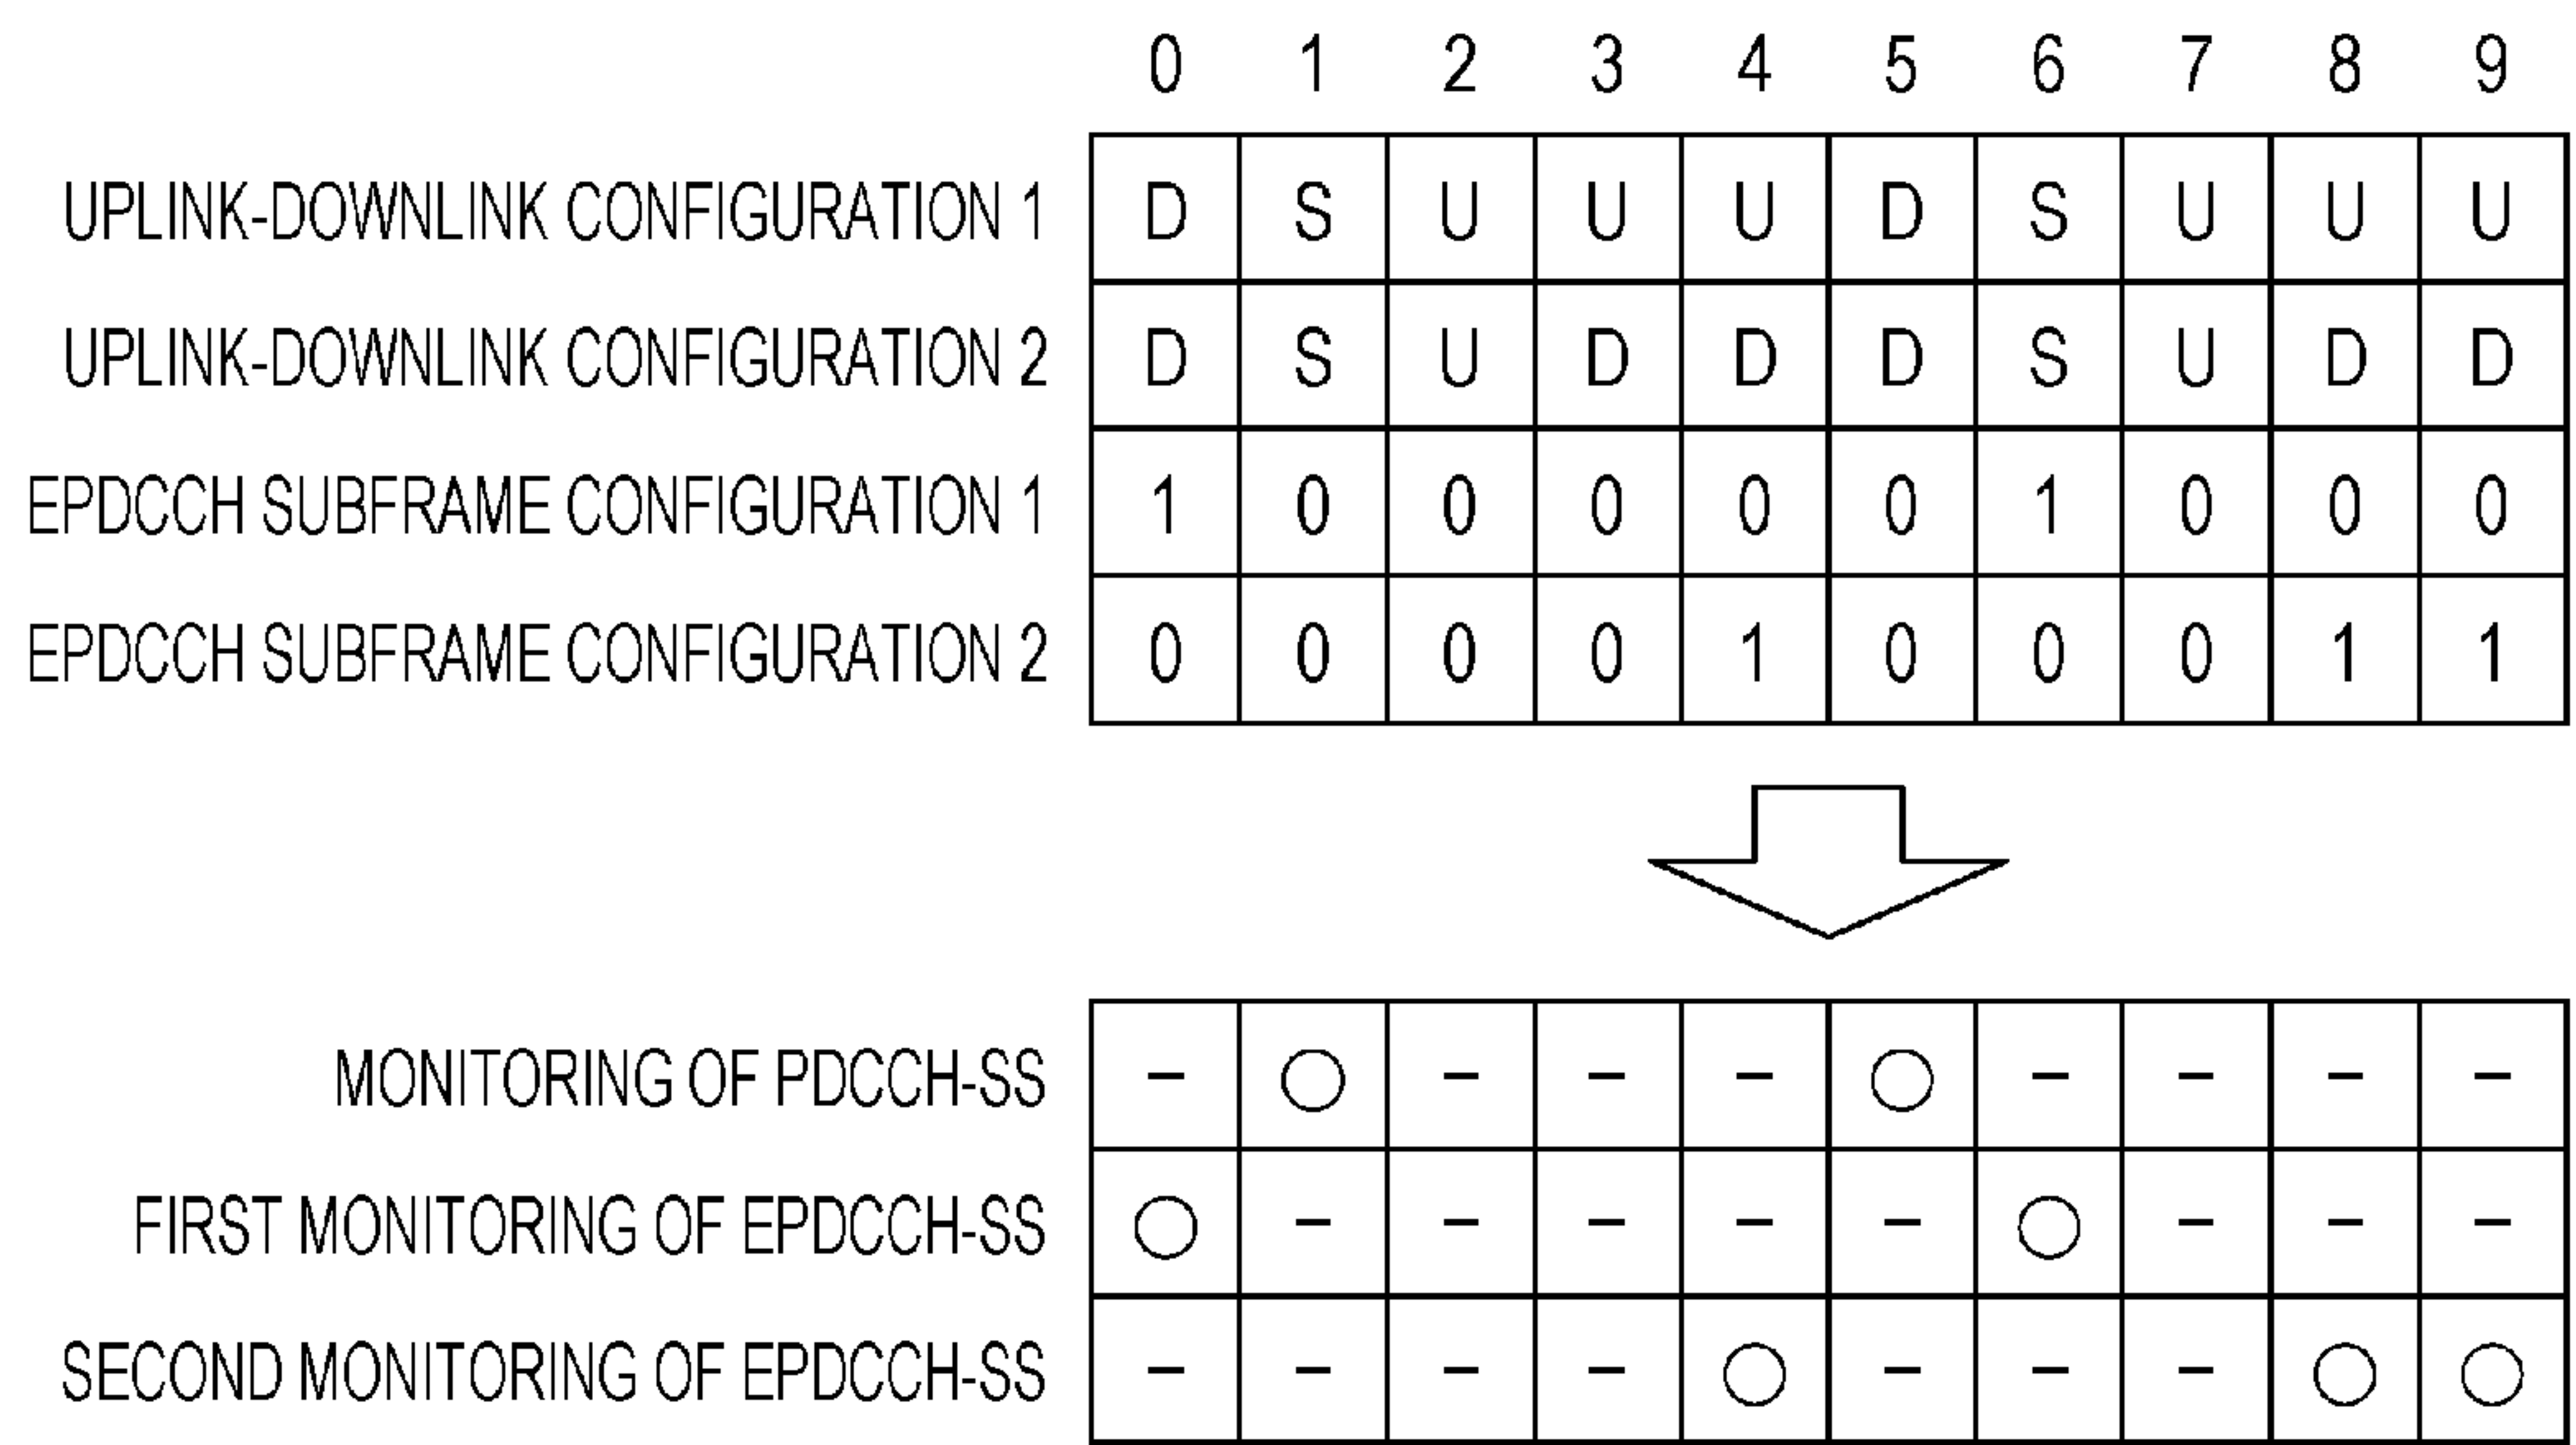 0 1 2 3 4 5 6 7 8 9
UPLINK-DOWNLINK CONFIGURATION 1 D S U U U D S U U U
UPLINK-DOWNLINK CONFIGURATION 2 D S U D D D S U D D
EPDCCH SUBFRAME CONFIGURATION 1 1 0 0 0 0 0 1 0 0 0
EPDCCH SUBFRAME CONFIGURATION 2 0 0 0 0 1 0 0 0 1 1
MONITORING OF PDCCH-SS - ○ - - - ○ - - - -
FIRST MONITORING OF EPDCCH-SS ○ - - - - - ○ - - -
SECOND MONITORING OF EPDCCH-SS - - - - ○ - - - ○ ○